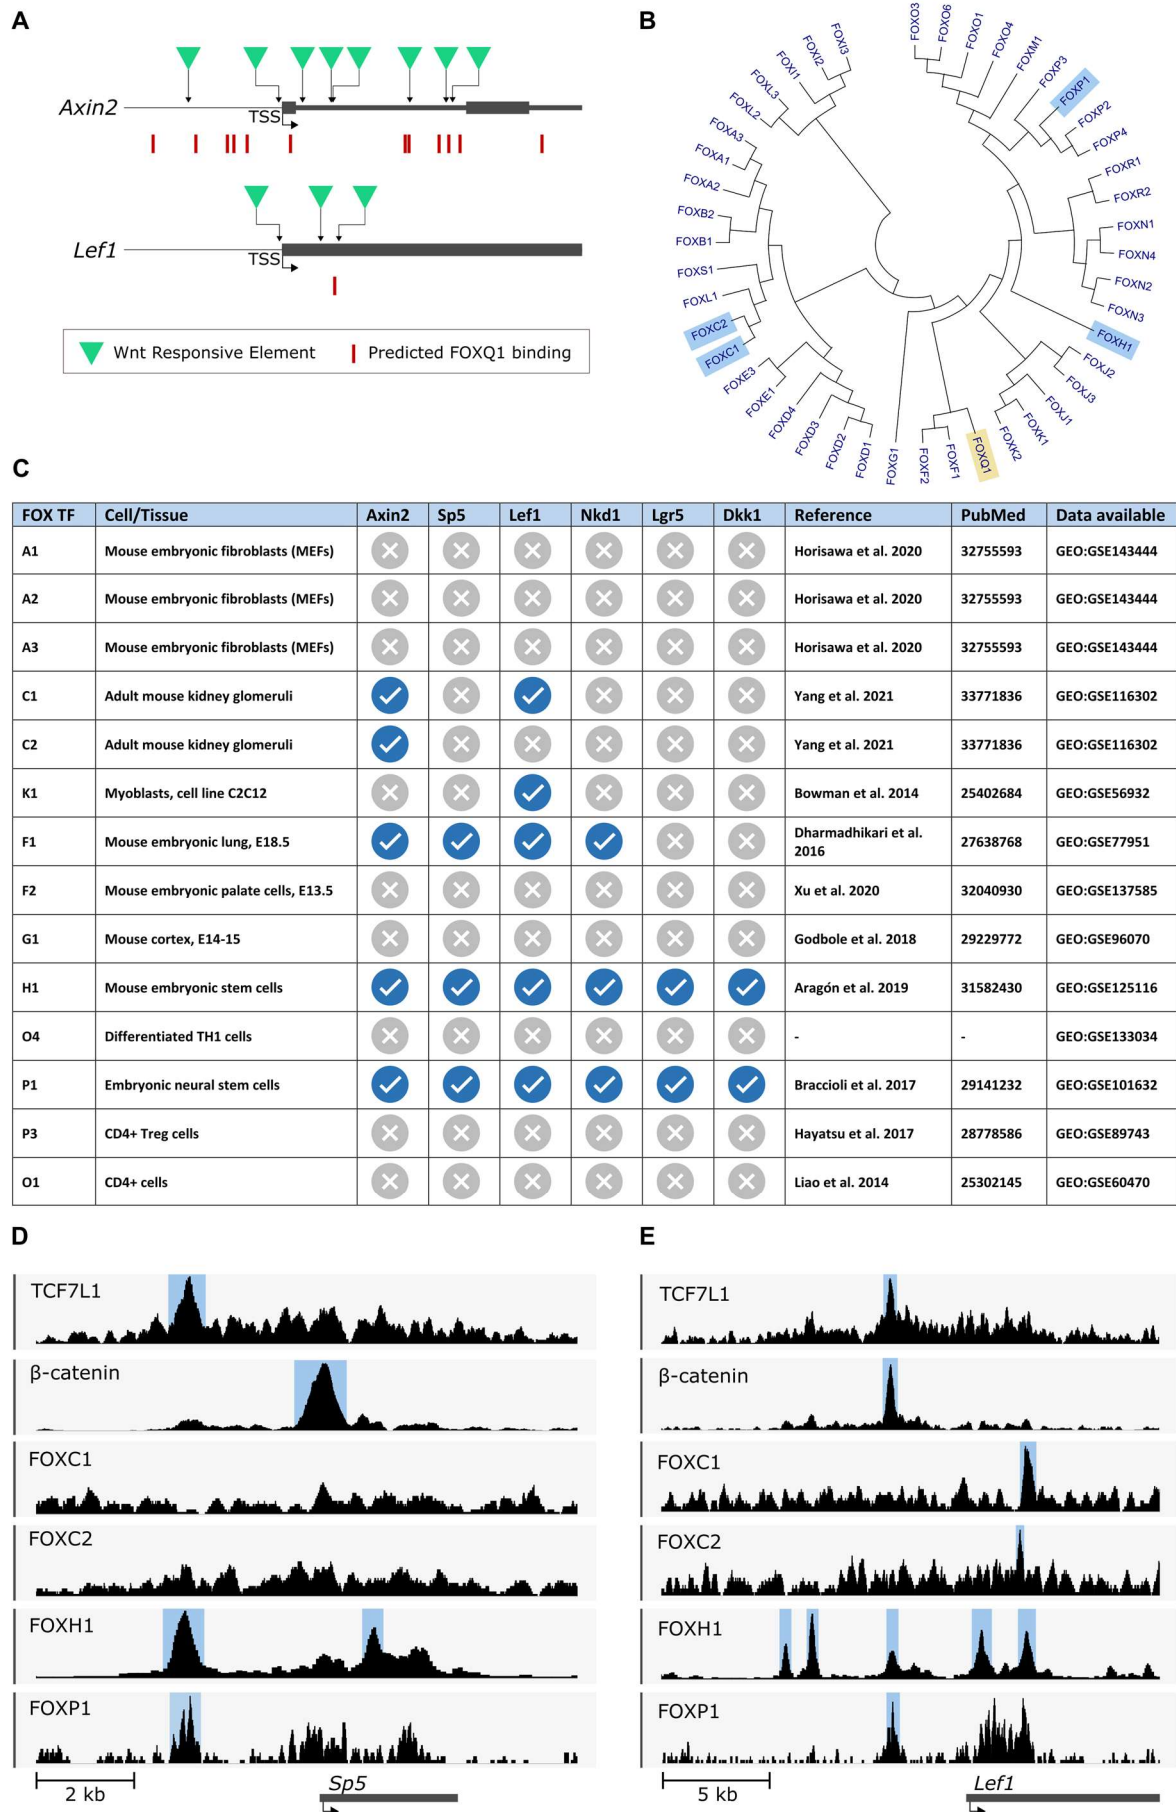 A
Axin2
TSS
Lef1
TSS
Wnt Responsive Element
Predicted FOXQ1 binding
B
FOXO3
FOXO6
FOXO1
FOXO4
FOXM1
FOXP3
FOXP1
FOXP2
FOXP4
FOXR1
FOXR2
FOXN1
FOXN4
FOXN2
FOXN3
FOXH1
FOXJ2
FOXJ3
FOXJ1
FOXK1
FOXK2
FOXQ1
FOXF1
FOXF2
FOXG1
FOXD1
FOXD2
FOXD3
FOXD4
FOXE1
FOXE3
FOXC1
FOXC2
FOXL1
FOXS1
FOXB1
FOXB2
FOXA2
FOXA1
FOXA3
FOXL2
FOXL3
FOXI1
FOXI2
FOXI3
C
FOX TF Cell/Tissue Axin2 Sp5 Lef1 Nkd1 Lgr5 Dkk1 Reference PubMed Data available
A1 Mouse embryonic fibroblasts (MEFs) Horisawa et al. 2020 32755593 GEO:GSE143444
A2 Mouse embryonic fibroblasts (MEFs) Horisawa et al. 2020 32755593 GEO:GSE143444
A3 Mouse embryonic fibroblasts (MEFs) Horisawa et al. 2020 32755593 GEO:GSE143444
C1 Adult mouse kidney glomeruli Yang et al. 2021 33771836 GEO:GSE116302
C2 Adult mouse kidney glomeruli Yang et al. 2021 33771836 GEO:GSE116302
K1 Myoblasts, cell line C2C12 Bowman et al. 2014 25402684 GEO:GSE56932
F1 Mouse embryonic lung, E18.5 Dharmadhikari et al. 2016 27638768 GEO:GSE77951
F2 Mouse embryonic palate cells, E13.5 Xu et al. 2020 32040930 GEO:GSE137585
G1 Mouse cortex, E14-15 Godbole et al. 2018 29229772 GEO:GSE96070
H1 Mouse embryonic stem cells Aragón et al. 2019 31582430 GEO:GSE125116
O4 Differentiated TH1 cells - - GEO:GSE133034
P1 Embryonic neural stem cells Braccioli et al. 2017 29141232 GEO:GSE101632
P3 CD4+ Treg cells Hayatsu et al. 2017 28778586 GEO:GSE89743
O1 CD4+ cells Liao et al. 2014 25302145 GEO:GSE60470
D
TCF7L1
β-catenin
FOXC1
FOXC2
FOXH1
FOXP1
2 kb
Sp5
E
TCF7L1
β-catenin
FOXC1
FOXC2
FOXH1
FOXP1
5 kb
Lef1